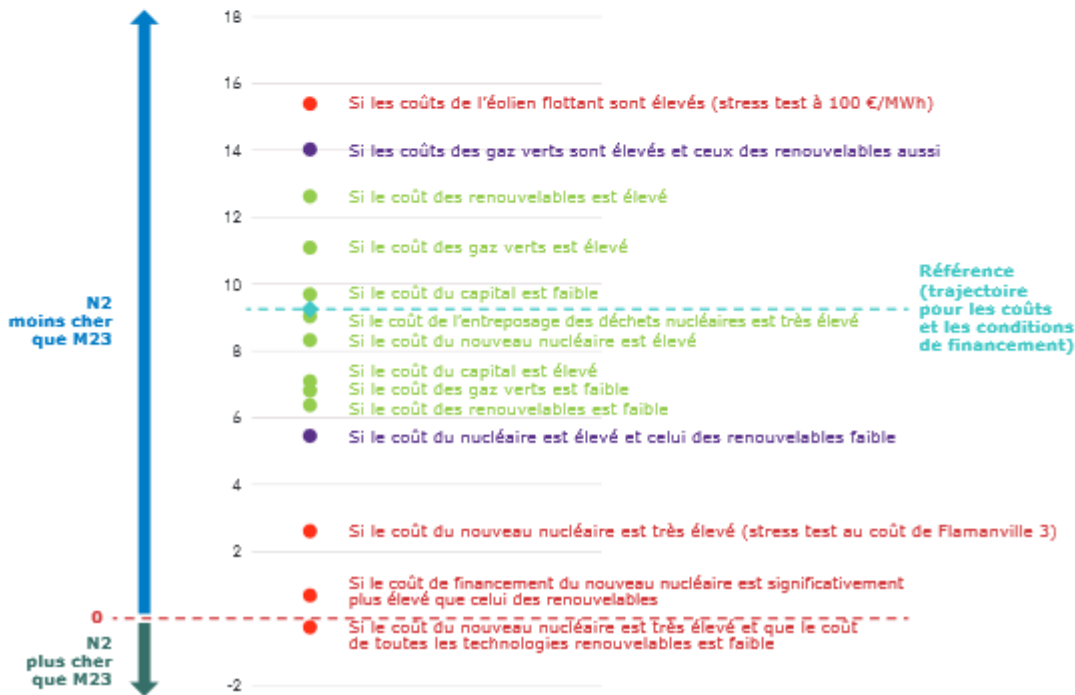 18
16
Si les coûts de l'éolien flottant sont élevés (stress test à 100 €/MWh)
14
Si les coûts des gaz verts sont élevés et ceux des renouvelables aussi
Si le coût des renouvelables est élevé
12
Si le coût des gaz verts est élevé
10
Si le coût du capital est faible
Référence
(trajectoire
pour les coûts
et les conditions
de financement)
N2
moins cher
que M23
Si le coût de l'entreposage des déchets nucléaires est très élevé
Si le coût du nouveau nucléaire est élevé
8
Si le coût du capital est élevé
Si le coût des gaz verts est faible
Si le coût des renouvelables est faible
6
Si le coût du nucléaire est élevé et celui des renouvelables faible
4
Si le coût du nouveau nucléaire est très élevé (stress test au coût de Flamanville 3)
2
Si le coût de financement du nouveau nucléaire est significativement
plus élevé que celui des renouvelables
0
Si le coût du nouveau nucléaire est très élevé et que le coût
de toutes les technologies renouvelables est faible
N2
plus cher
que M23
-2